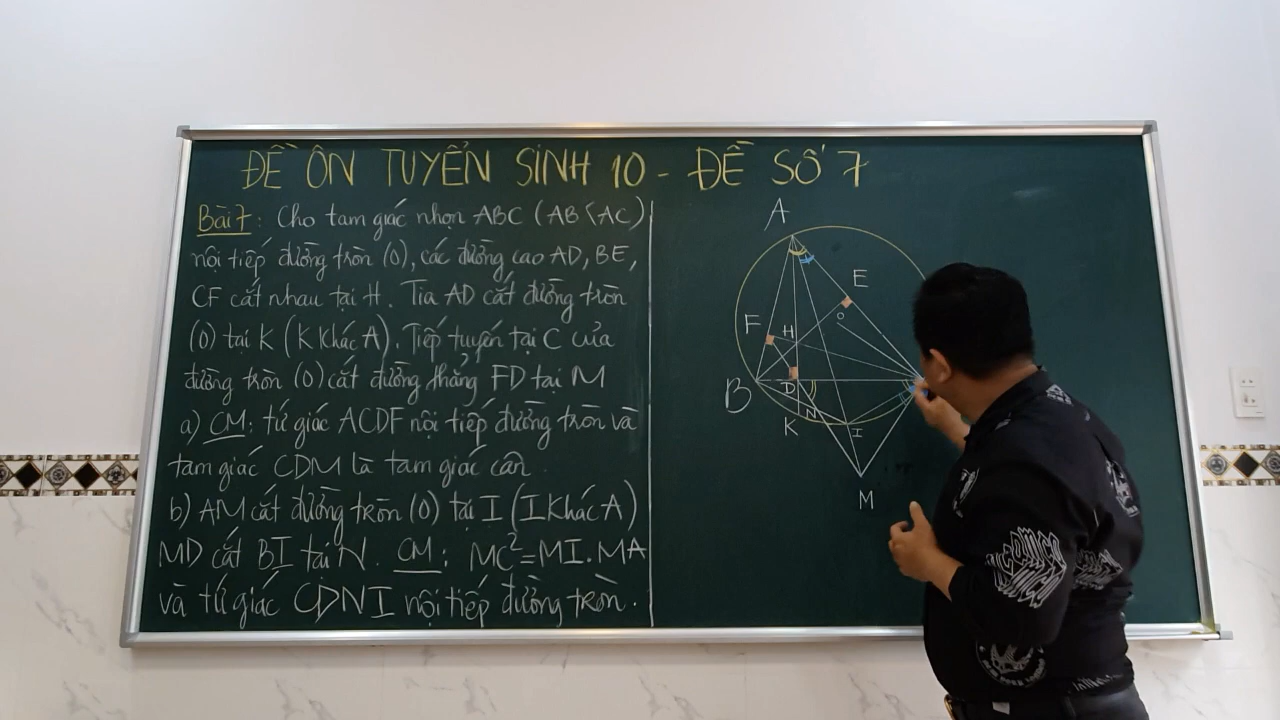 ĐỀ ÔN TUYỂN SINH 10 - ĐỀ SỐ 7
Bài 7: Cho tam giác nhọn ABC (AB < AC)
nội tiếp đường tròn (O), các đường cao AD, BE,
CF cắt nhau tại H. Tia AD cắt đường tròn
(O) tại K (K khác A). Tiếp tuyến tại C của
đường tròn (O) cắt đường thẳng FD tại M
a) CM: tứ giác ACDF nội tiếp đường tròn và
tam giác CDM là tam giác cân.
b) AM cắt đường tròn (O) tại I (I khác A)
MD cắt BI tại N. CM: MC²=MI.MA
và tứ giác CDNI nội tiếp đường tròn.
A
E
O
F
H
B
D
N
K
I
M